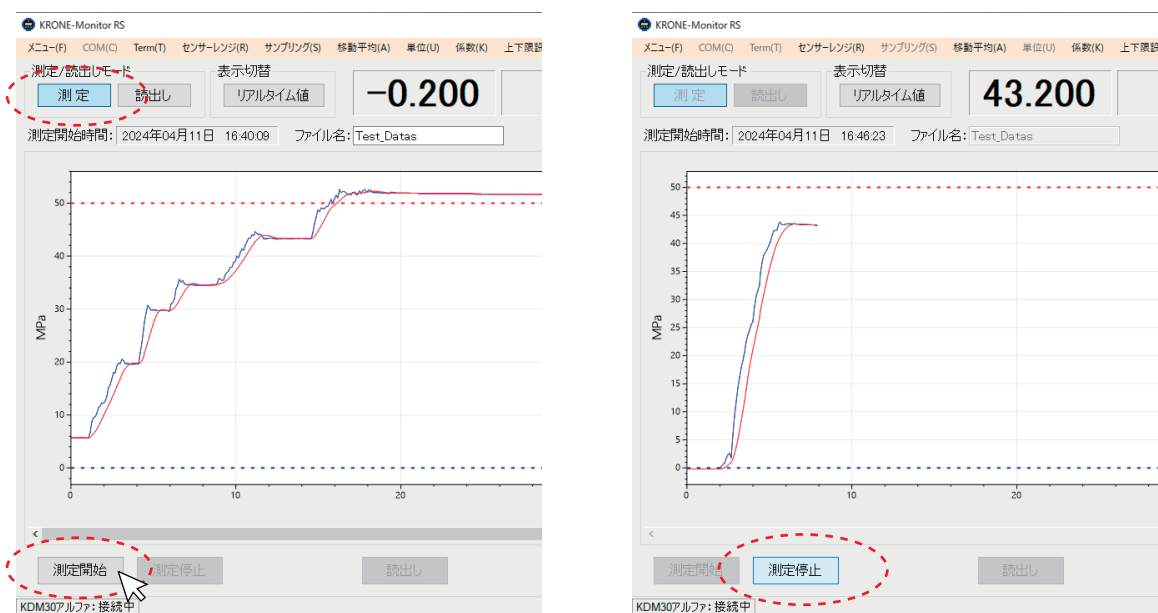 KRONE-Monitor RS
メニュー(F) COM(C) Term(T) センサーレンジ(R) サンプリング(S) 移動平均(A) 単位(U) 係数(K) 上下限設
測定/読出しモード 表示切替
測定 読出し リアルタイム値 -0.200
測定開始時間: 2024年04月11日 16:40:09 ファイル名: Test_Datas
50
40
30
20
10
0
MPa
0 10 20
測定開始 測定停止 読出し
KDM30アルファ:接続中
KRONE-Monitor RS
メニュー(F) COM(C) Term(T) センサーレンジ(R) サンプリング(S) 移動平均(A) 単位(U) 係数(K) 上下限設
測定/読出しモード 表示切替
測定 読出し リアルタイム値 43.200
測定開始時間: 2024年04月11日 16:46:23 ファイル名: Test_Datas
50
45
40
35
30
25
20
15
10
5
0
MPa
0 10 20
測定開始 測定停止 読出し
KDM30アルファ:接続中